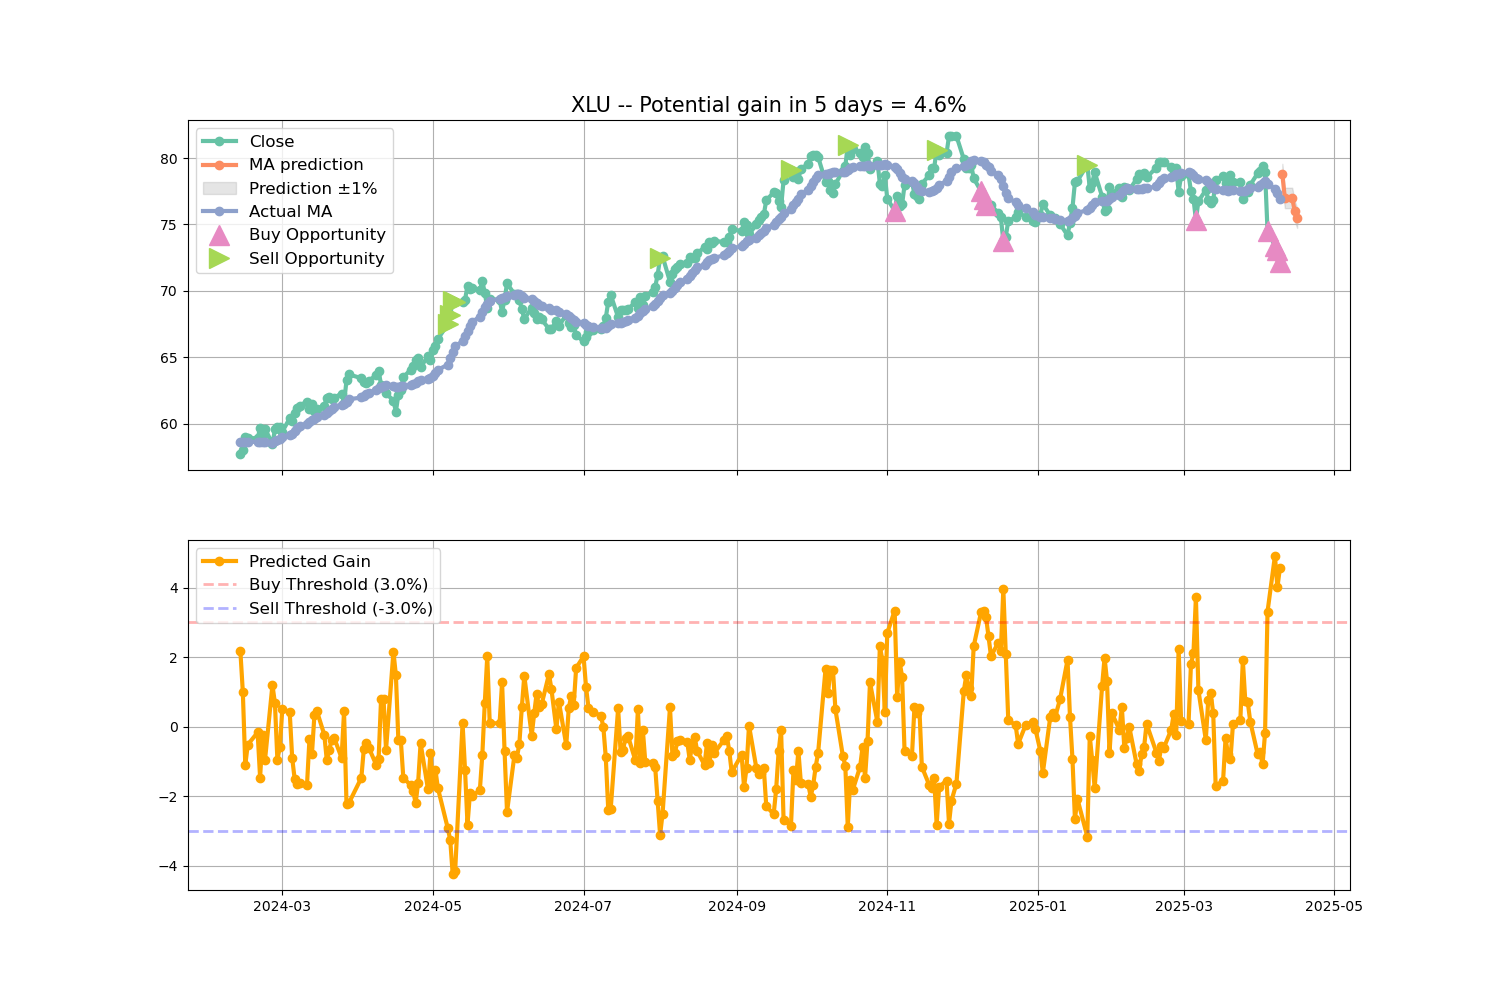 XLU -- Potential gain in 5 days = 4.6%
Close
MA prediction
Prediction ±1%
Actual MA
Buy Opportunity
Sell Opportunity
80
75
70
65
60
Predicted Gain
Buy Threshold (3.0%)
Sell Threshold (-3.0%)
4
2
0
−2
−4
2024-03 2024-05 2024-07 2024-09 2024-11 2025-01 2025-03 2025-05